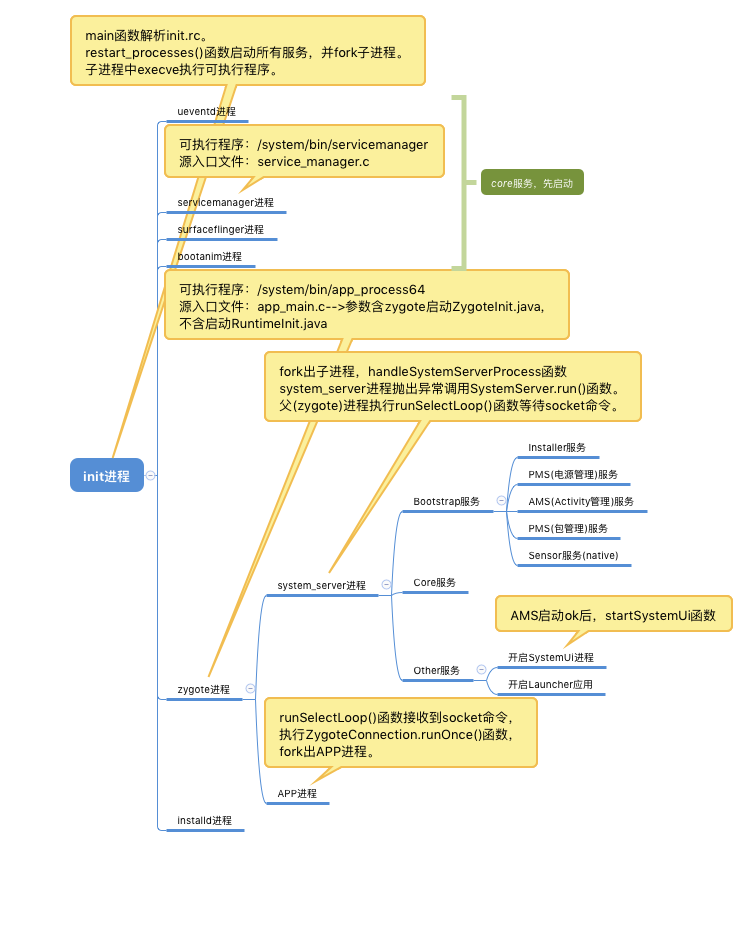 main函数解析init.rc。
restart_processes()函数启动所有服务，并fork子进程。
子进程中execve执行可执行程序。
ueventd进程
可执行程序：/system/bin/servicemanager
源入口文件：service_manager.c
core服务，先启动
servicemanager进程
surfaceflinger进程
bootanim进程
可执行程序：/system/bin/app_process64
源入口文件：app_main.c-->参数含zygote启动ZygoteInit.java,
不含启动RuntimeInit.java
fork出子进程，handleSystemServerProcess函数
system_server进程抛出异常调用SystemServer.run()函数。
父(zygote)进程执行runSelectLoop()函数等待socket命令。
init进程
Installer服务
PMS(电源管理)服务
Bootstrap服务
AMS(Activity管理)服务
PMS(包管理)服务
Sensor服务(native)
system_server进程
Core服务
AMS启动ok后，startSystemUi函数
Other服务
开启SystemUi进程
开启Launcher应用
zygote进程
runSelectLoop()函数接收到socket命令，
执行ZygoteConnection.runOnce()函数，
fork出APP进程。
APP进程
installd进程